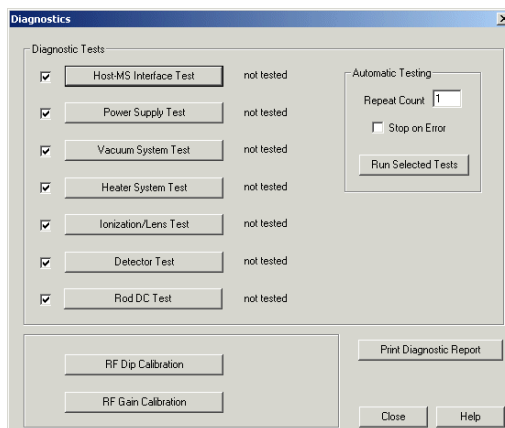 Diagnostics
Diagnostic Tests
Host-MS Interface Test not tested
Power Supply Test not tested
Vacuum System Test not tested
Heater System Test not tested
Ionization/Lens Test not tested
Detector Test not tested
Rod DC Test not tested
Automatic Testing
Repeat Count 1
Stop on Error
Run Selected Tests
RF Dip Calibration
RF Gain Calibration
Print Diagnostic Report
Close Help